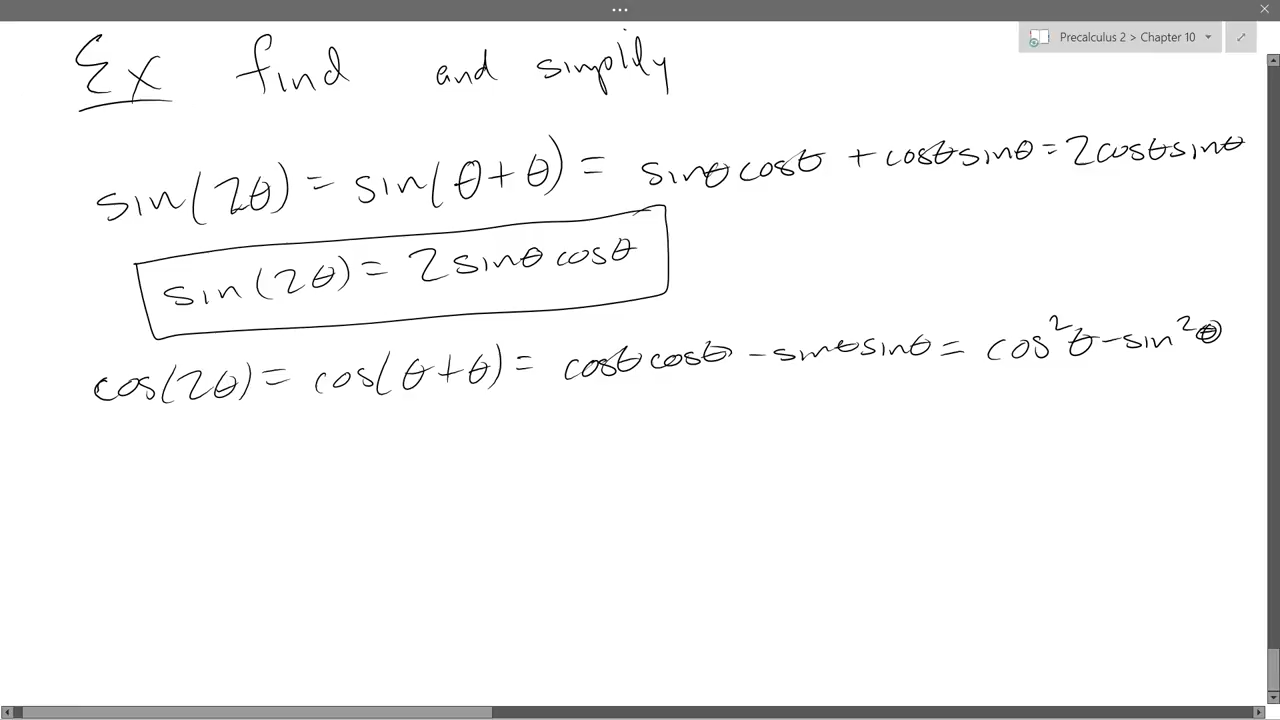 Precalculus 2 > Chapter 10
Ex find and simplify
sin(2θ) = sin(θ+θ) = sinθcosθ + cosθsinθ = 2cosθsinθ
sin(2θ) = 2sinθcosθ
cos(2θ) = cos(θ+θ) = cosθcosθ - sinθsinθ = cos²θ - sin²θ